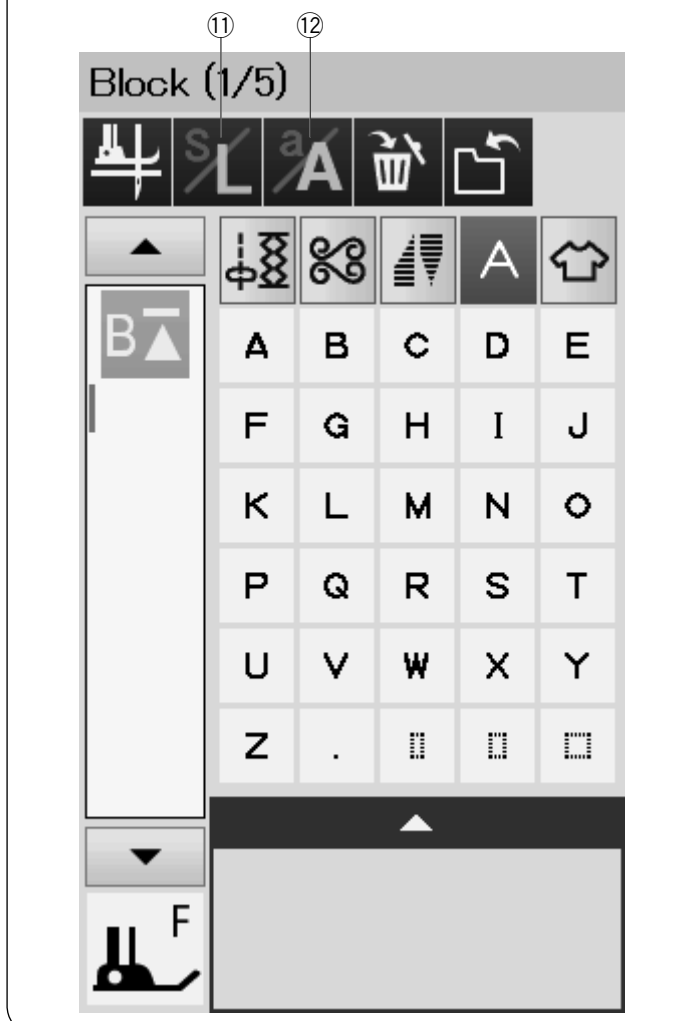 ⑪ ⑫
Block (1/5)
S/L a/A
A
B
A B C D E
F G H I J
K L M N O
P Q R S T
U V W X Y
Z .
F